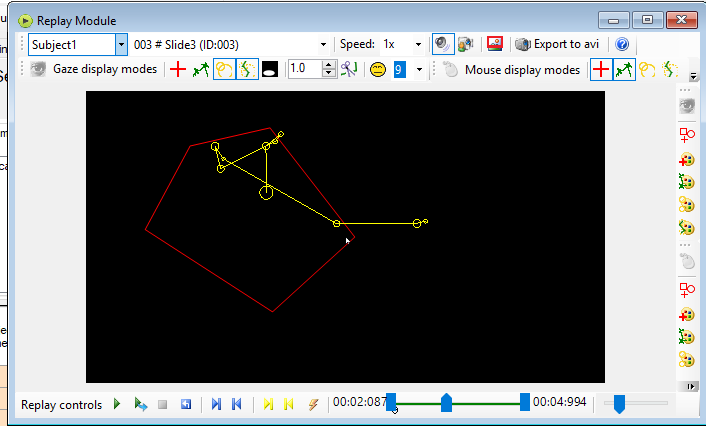 Replay Module
Subject1 003 # Slide3 (ID:003) Speed: 1x Export to avi
Gaze display modes 1.0 9 Mouse display modes
Replay controls 00:02:087 00:04:994